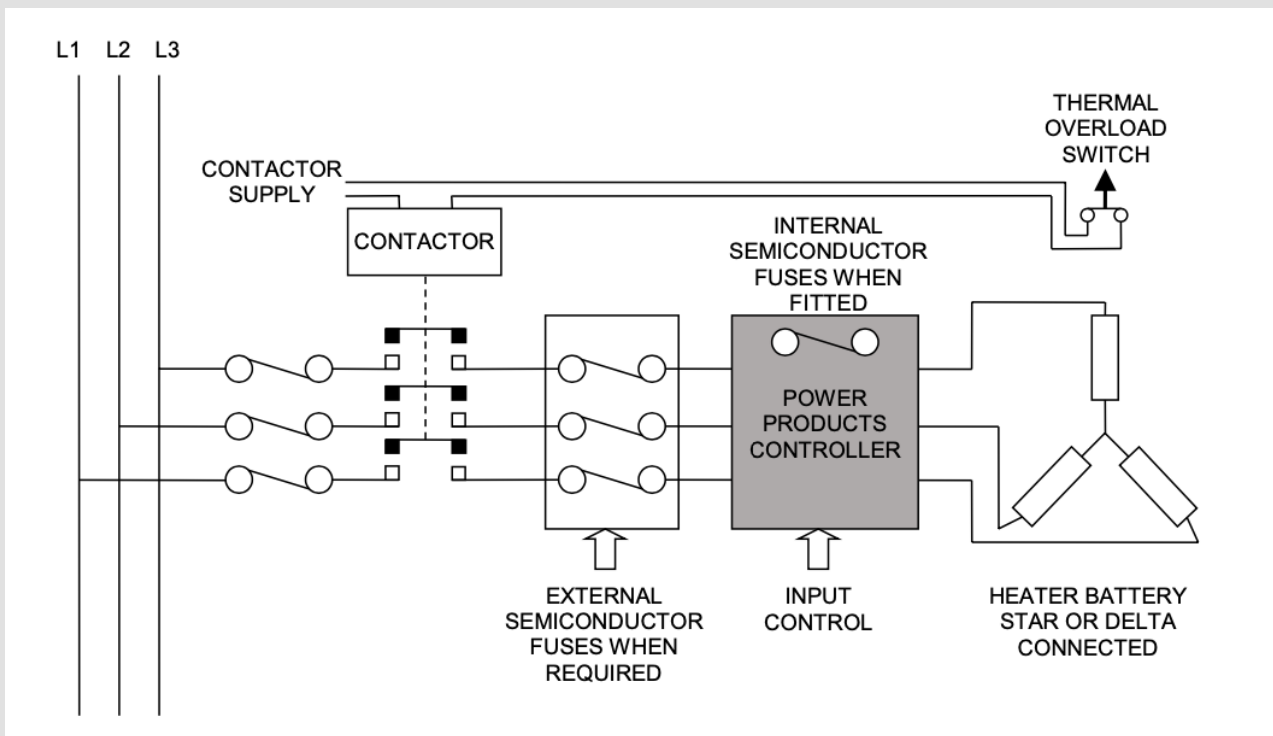 L1 L2 L3
THERMAL
OVERLOAD
SWITCH
CONTACTOR
SUPPLY
CONTACTOR
INTERNAL
SEMICONDUCTOR
FUSES WHEN
FITTED
POWER
PRODUCTS
CONTROLLER
EXTERNAL
SEMICONDUCTOR
FUSES WHEN
REQUIRED
INPUT
CONTROL
HEATER BATTERY
STAR OR DELTA
CONNECTED